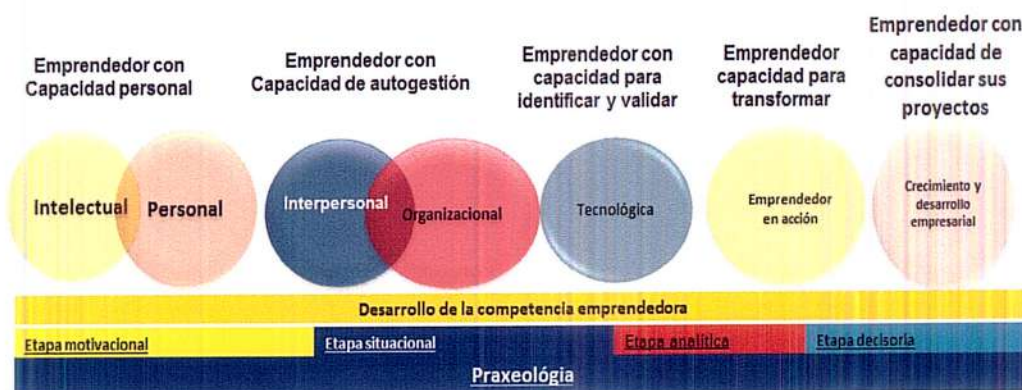 Emprendedor con
Capacidad personal
Emprendedor con
Capacidad de autogestión
Emprendedor con
capacidad para
identificar y validar
Emprendedor
capacidad para
transformar
Emprendedor con
capacidad de
consolidar sus
proyectos
Intelectual
Personal
Interpersonal
Organizacional
Tecnológica
Emprendedor
en acción
Crecimiento y
desarrollo
empresarial
Desarrollo de la competencia emprendedora
Etapa motivacional
Etapa situacional
Etapa analítica
Etapa decisoria
Praxeológia